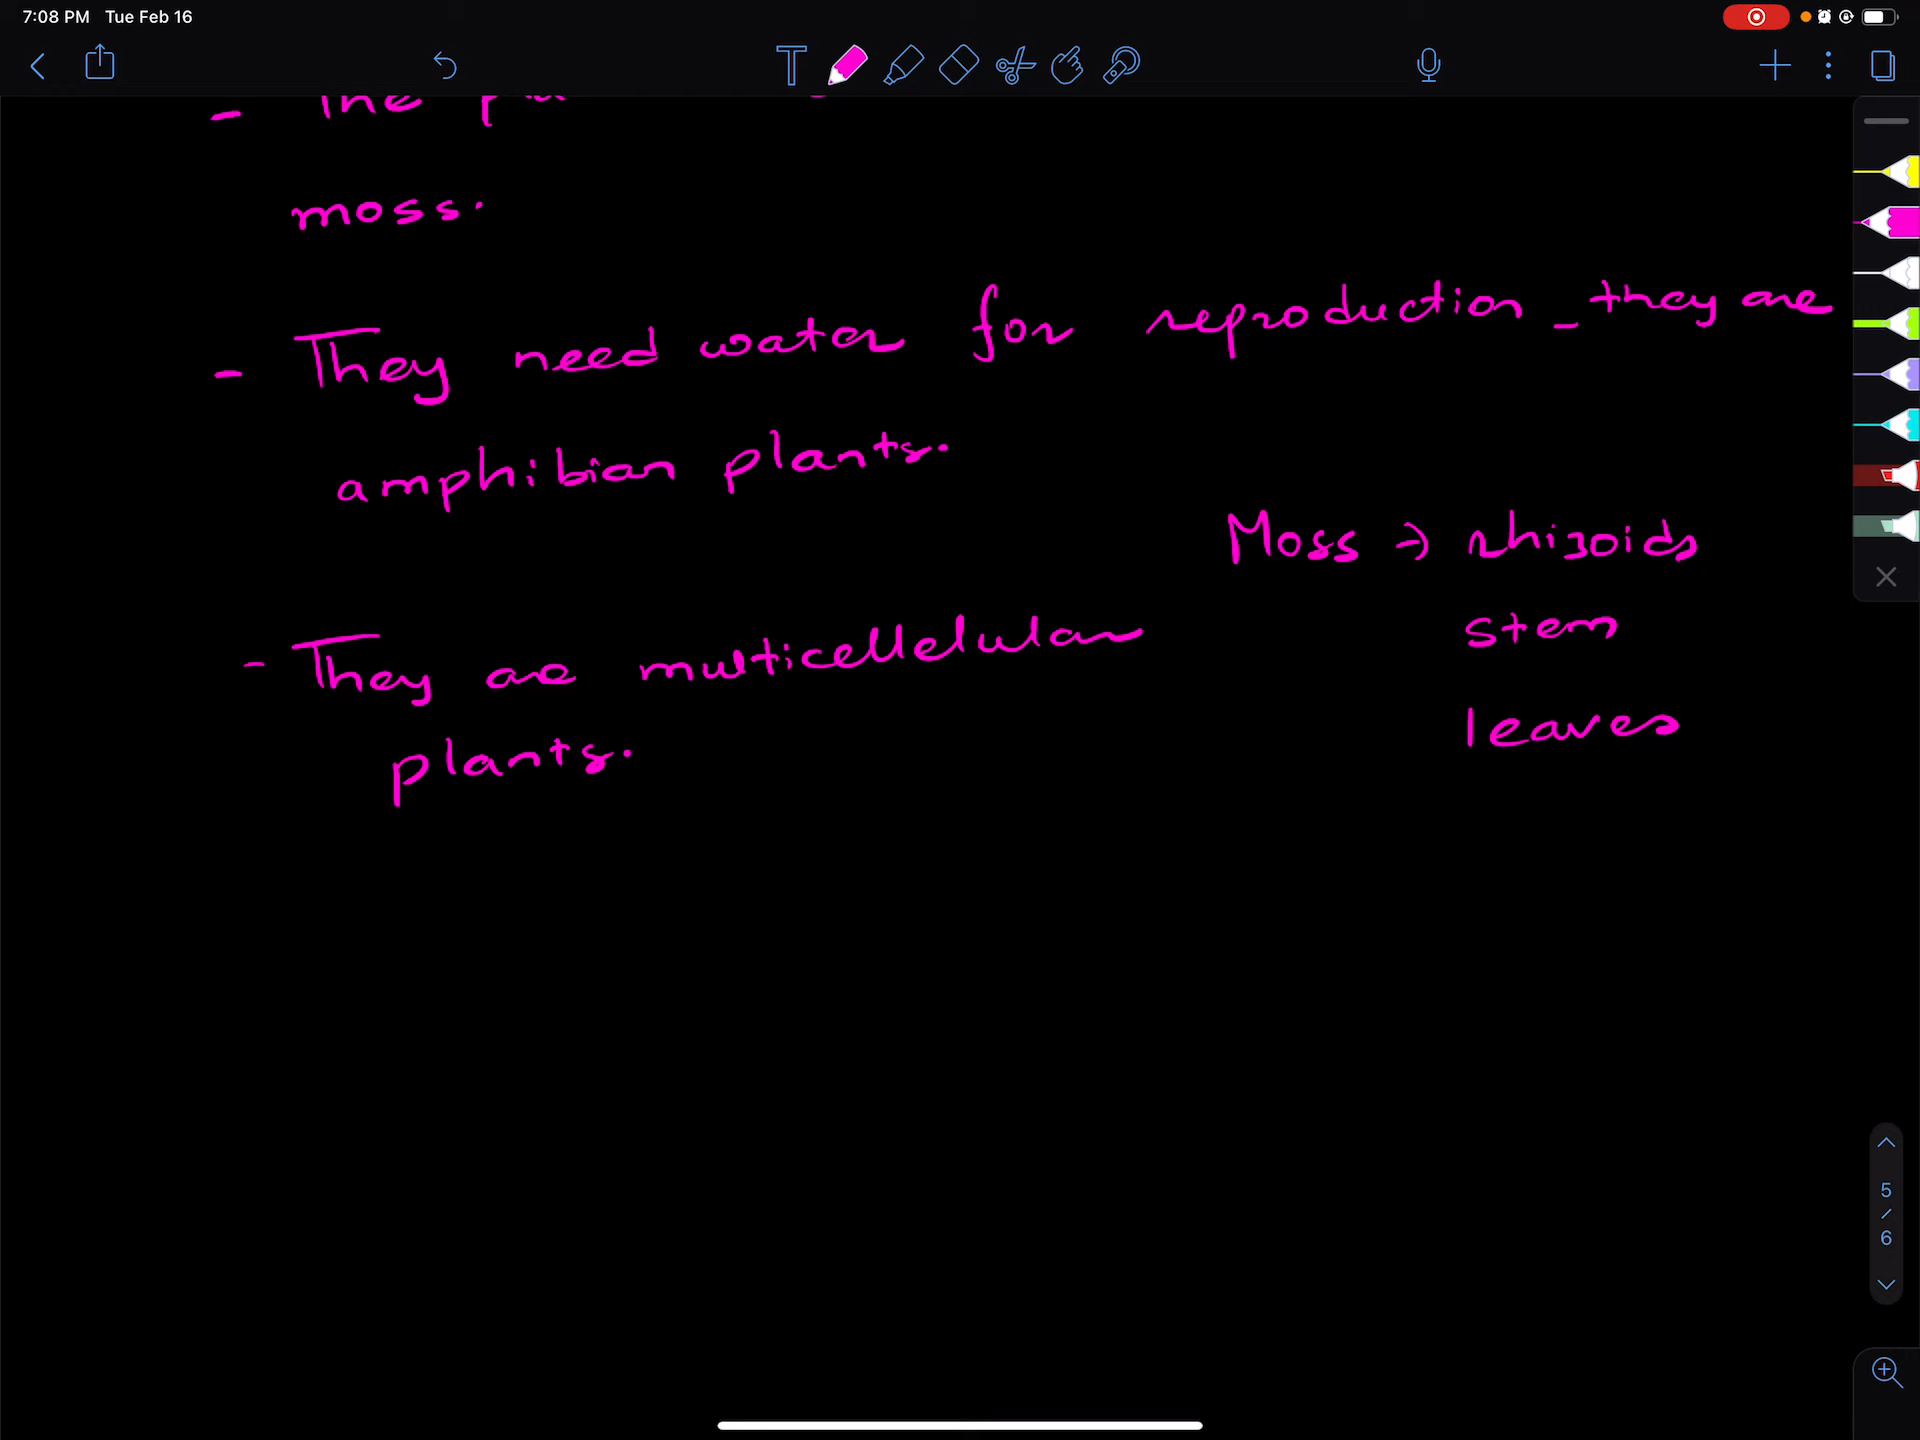 7:08 PM Tue Feb 16
- The
moss.
- They need water for reproduction - they are
amphibian plants.
Moss → rhizoids
stem
leaves
- They are multicellelular
plants.
5
/
6